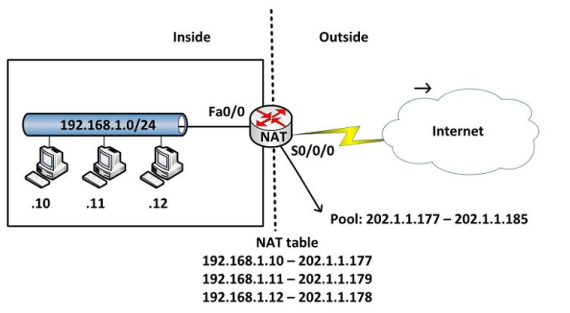 Inside
Outside
Fa0/0
192.168.1.0/24
NAT
S0/0/0
Internet
.10
.11
.12
Pool: 202.1.1.177 – 202.1.1.185
NAT table
192.168.1.10 – 202.1.1.177
192.168.1.11 – 202.1.1.179
192.168.1.12 – 202.1.1.178